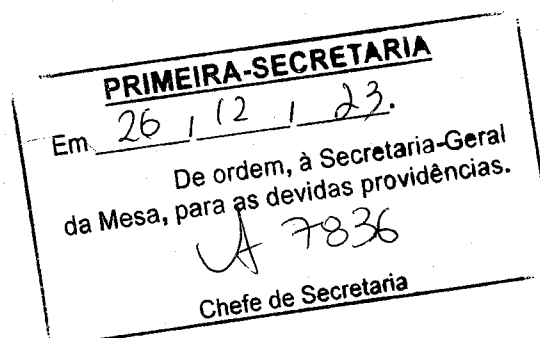 PRIMEIRA-SECRETARIA
Em 26 / 12 / 23.
De ordem, à Secretaria-Geral
da Mesa, para as devidas providências.
7836
Chefe de Secretaria